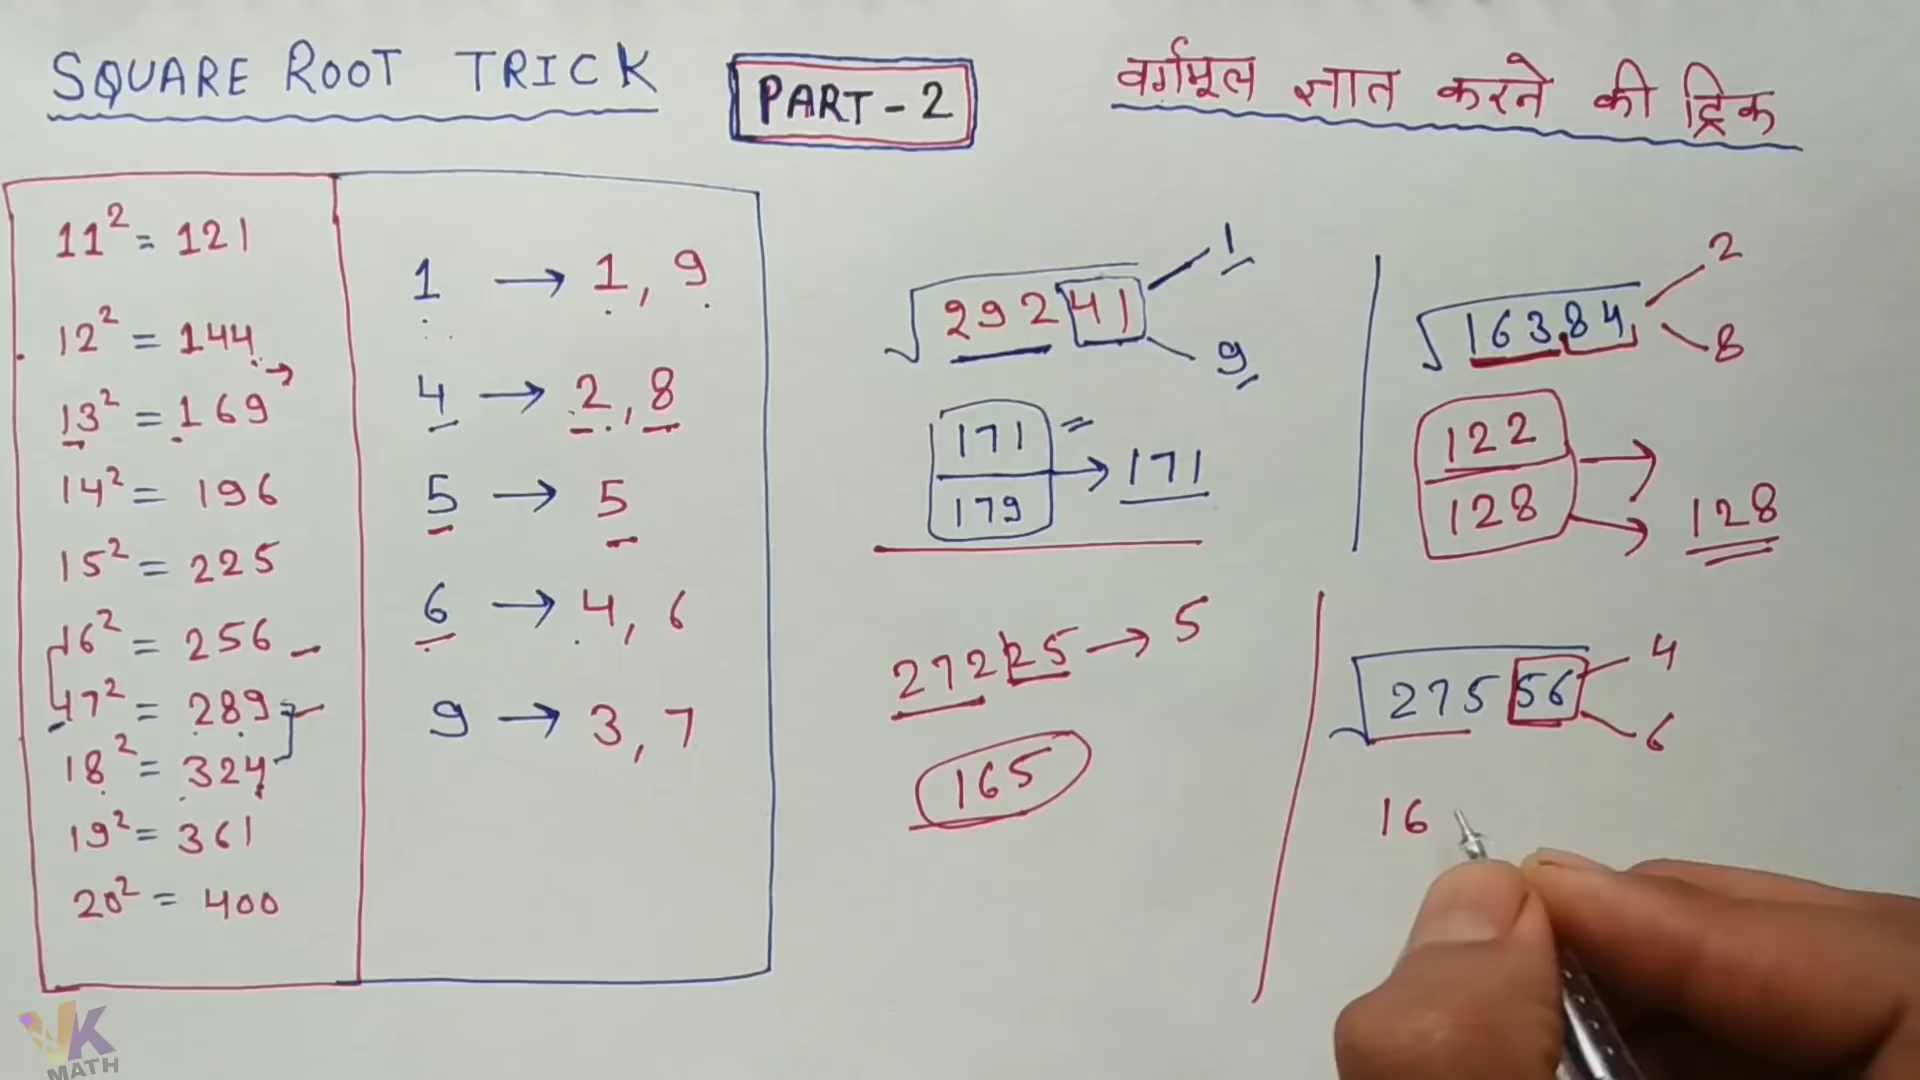 SQUARE ROOT TRICK
PART - 2
वर्गमूल ज्ञात करने की ट्रिक
11² = 121
12² = 144
13² = 169
14² = 196
15² = 225
16² = 256
17² = 289
18² = 324
19² = 361
20² = 400
1 → 1, 9
4 → 2, 8
5 → 5
6 → 4, 6
9 → 3, 7
√29241
1
9
171
179
→ 171
√16384
2
8
122
128
→ 128
27225 → 5
165
√27556
4
6
16
VK
MATH